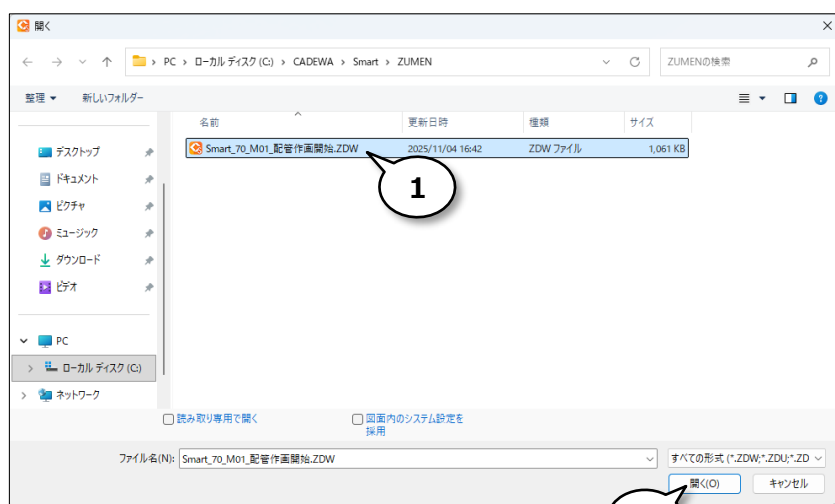 開く
PC › ローカル ディスク (C:) › CADEWA › Smart › ZUMEN
ZUMENの検索
整理
新しいフォルダー
名前 更新日時 種類 サイズ
デスクトップ
Smart_70_M01_配管作画開始.ZDW 2025/11/04 16:42 ZDW ファイル 1,061 KB
1
ドキュメント
ピクチャ
ミュージック
ダウンロード
ビデオ
PC
ローカル ディスク (C:)
ネットワーク
読み取り専用で開く
図面内のシステム設定を
採用
ファイル名(N): Smart_70_M01_配管作画開始.ZDW
すべての形式 (*.ZDW;*.ZDU;*.ZD
開く(O) キャンセル